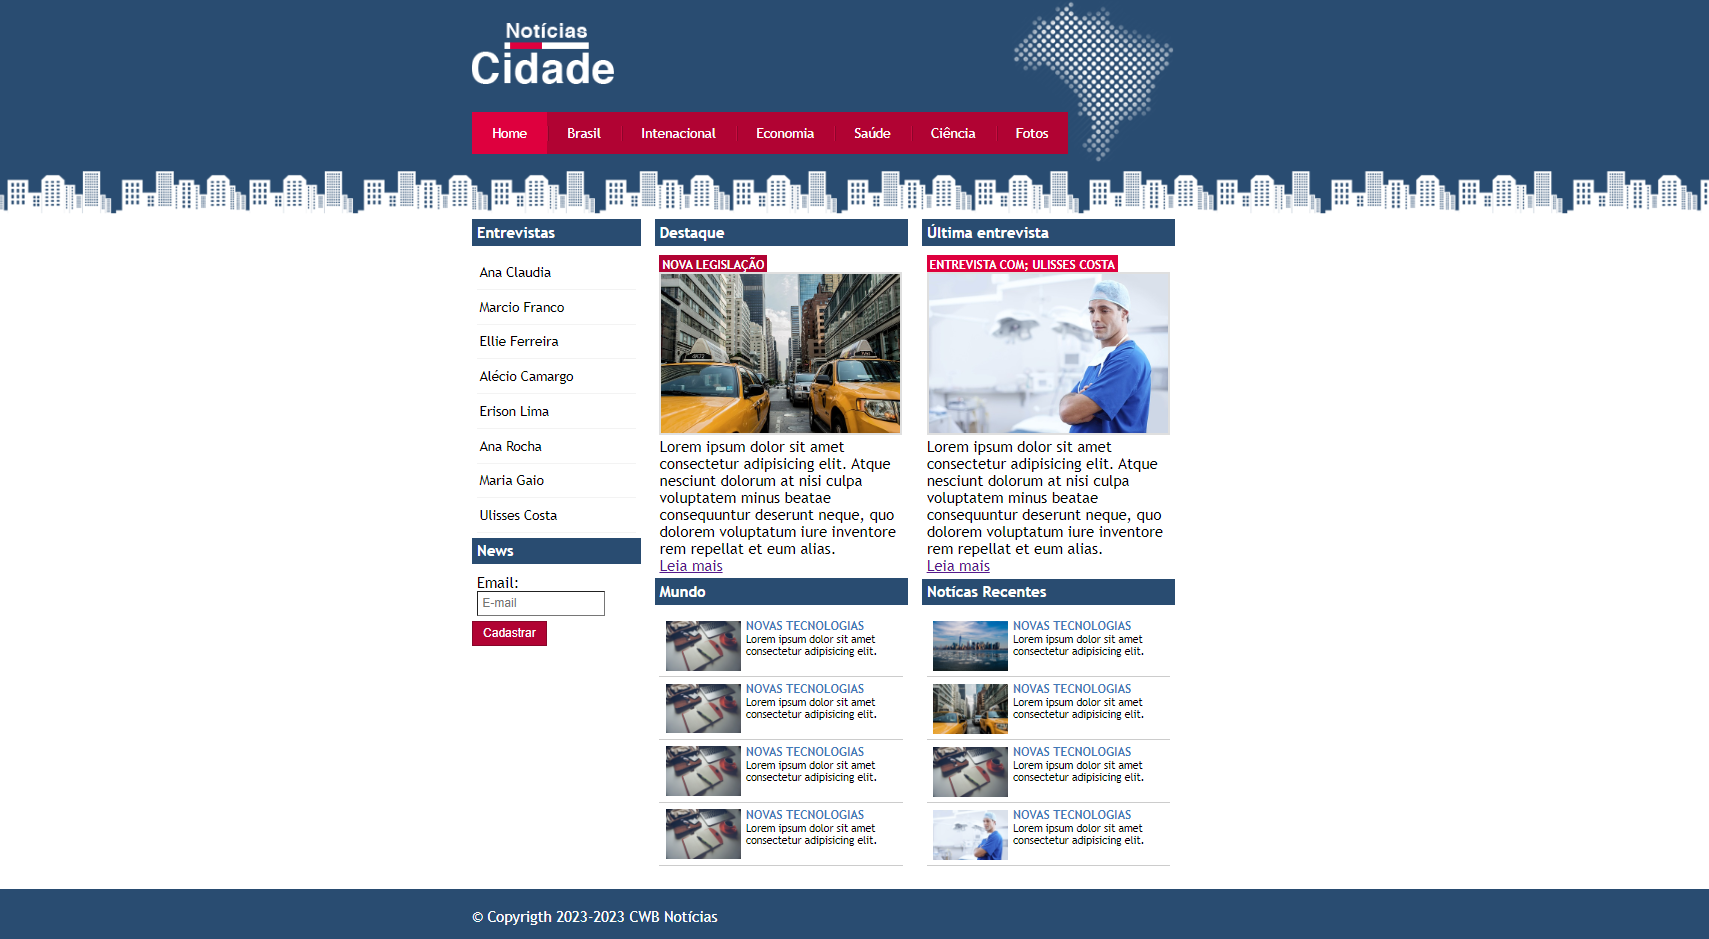 Notícias
Cidade
Home
Brasil
Intenacional
Economia
Saúde
Ciência
Fotos
Entrevistas
Ana Claudia
Marcio Franco
Ellie Ferreira
Alécio Camargo
Erison Lima
Ana Rocha
Maria Gaio
Ulisses Costa
News
Email:
E-mail
Cadastrar
Destaque
NOVA LEGISLAÇÃO
Lorem ipsum dolor sit amet
consectetur adipisicing elit. Atque
nesciunt dolorum at nisi culpa
voluptatem minus beatae
consequuntur deserunt neque, quo
dolorem voluptatum iure inventore
rem repellat et eum alias.
Leia mais
Mundo
NOVAS TECNOLOGIAS
Lorem ipsum dolor sit amet
consectetur adipisicing elit.
NOVAS TECNOLOGIAS
Lorem ipsum dolor sit amet
consectetur adipisicing elit.
NOVAS TECNOLOGIAS
Lorem ipsum dolor sit amet
consectetur adipisicing elit.
NOVAS TECNOLOGIAS
Lorem ipsum dolor sit amet
consectetur adipisicing elit.
Última entrevista
ENTREVISTA COM; ULISSES COSTA
Lorem ipsum dolor sit amet
consectetur adipisicing elit. Atque
nesciunt dolorum at nisi culpa
voluptatem minus beatae
consequuntur deserunt neque, quo
dolorem voluptatum iure inventore
rem repellat et eum alias.
Leia mais
Notícas Recentes
NOVAS TECNOLOGIAS
Lorem ipsum dolor sit amet
consectetur adipisicing elit.
NOVAS TECNOLOGIAS
Lorem ipsum dolor sit amet
consectetur adipisicing elit.
NOVAS TECNOLOGIAS
Lorem ipsum dolor sit amet
consectetur adipisicing elit.
NOVAS TECNOLOGIAS
Lorem ipsum dolor sit amet
consectetur adipisicing elit.
© Copyrigth 2023-2023 CWB Notícias